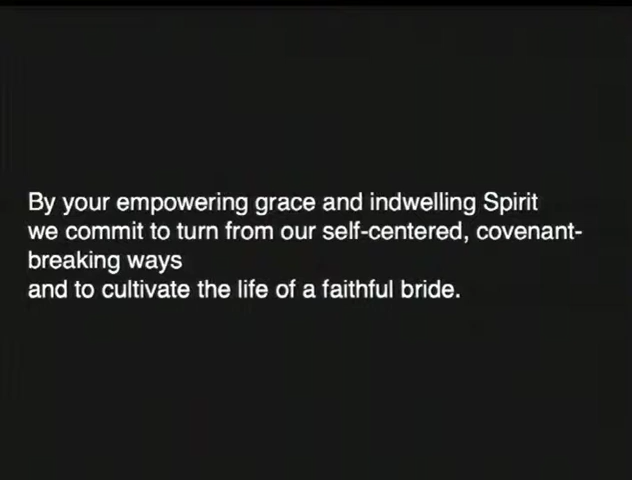 By your empowering grace and indwelling Spirit
we commit to turn from our self-centered, covenant-
breaking ways
and to cultivate the life of a faithful bride.